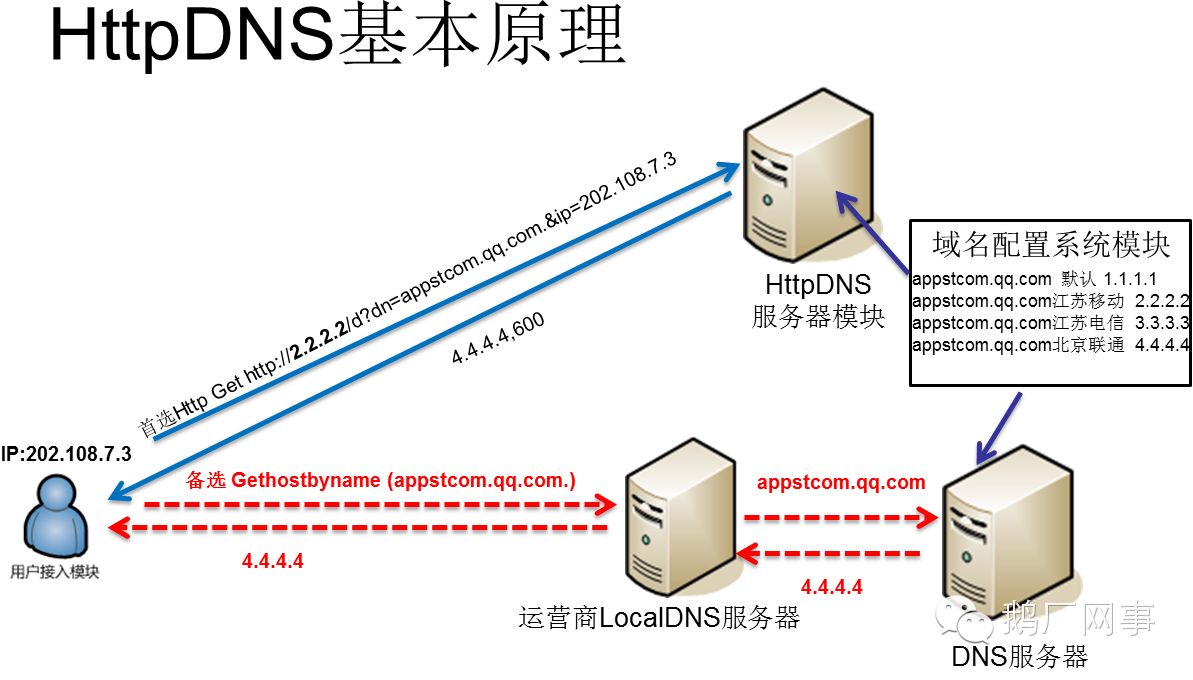 HttpDNS基本原理
首选Http Get http://2.2.2.2/d?dn=appstcom.qq.com.&ip=202.108.7.3
4.4.4.4,600
HttpDNS
服务器模块
域名配置系统模块
appstcom.qq.com 默认 1.1.1.1
appstcom.qq.com江苏移动 2.2.2.2
appstcom.qq.com江苏电信 3.3.3.3
appstcom.qq.com北京联通 4.4.4.4
IP:202.108.7.3
用户接入模块
备选 Gethostbyname (appstcom.qq.com.)
4.4.4.4
appstcom.qq.com
4.4.4.4
运营商LocalDNS服务器
鹅厂网事
DNS服务器